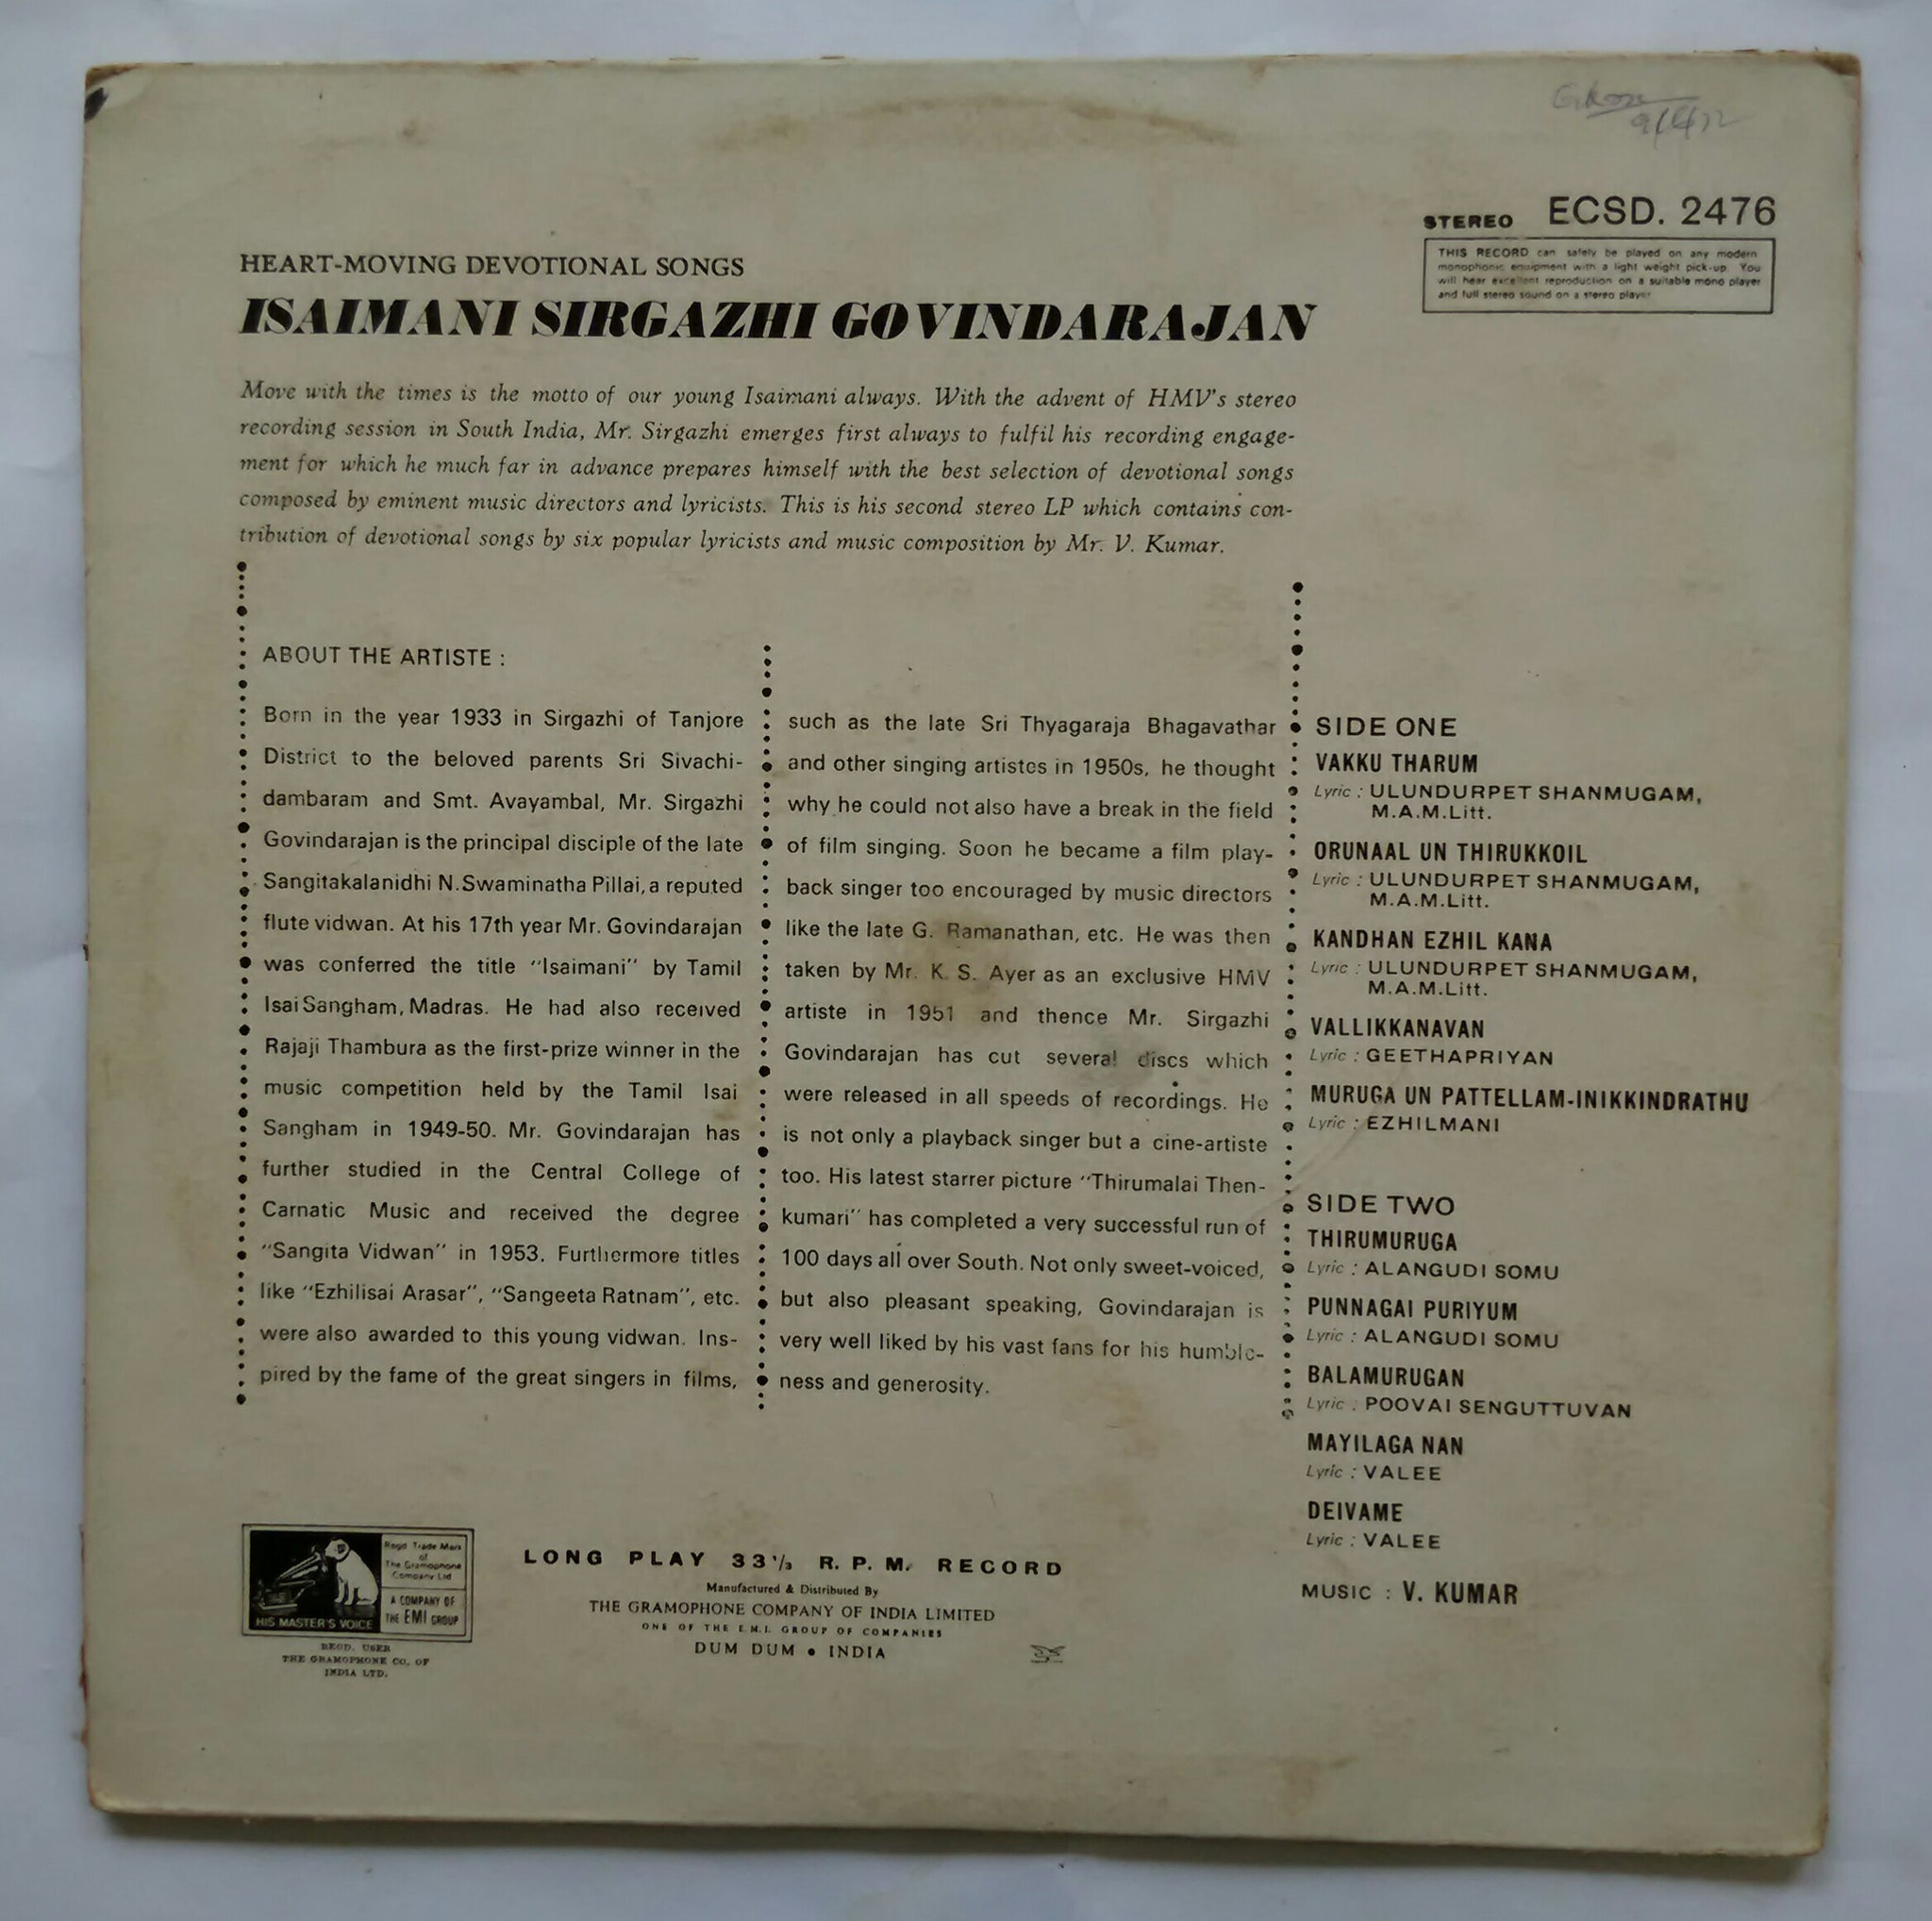 STEREO ECSD. 2476
THIS RECORD can safely be played on any modern
monophonic equipment with a light weight pick-up. You
will hear excellent reproduction on a suitable mono player
and full stereo sound on a stereo player
HEART-MOVING DEVOTIONAL SONGS
ISAIMANI SIRGAZHI GOVINDARAJAN
Move with the times is the motto of our young Isaimani always. With the advent of HMV's stereo
recording session in South India, Mr. Sirgazhi emerges first always to fulfil his recording engage-
ment for which he much far in advance prepares himself with the best selection of devotional songs
composed by eminent music directors and lyricists. This is his second stereo LP which contains con-
tribution of devotional songs by six popular lyricists and music composition by Mr. V. Kumar.
ABOUT THE ARTISTE :
Born in the year 1933 in Sirgazhi of Tanjore
District to the beloved parents Sri Sivachi-
dambaram and Smt. Avayambal, Mr. Sirgazhi
Govindarajan is the principal disciple of the late
Sangitakalanidhi N.Swaminatha Pillai, a reputed
flute vidwan. At his 17th year Mr. Govindarajan
was conferred the title "Isaimani" by Tamil
Isai Sangham, Madras. He had also received
Rajaji Thambura as the first-prize winner in the
music competition held by the Tamil Isai
Sangham in 1949-50. Mr. Govindarajan has
further studied in the Central College of
Carnatic Music and received the degree
"Sangita Vidwan" in 1953. Furthermore titles
like "Ezhilisai Arasar", "Sangeeta Ratnam", etc.
were also awarded to this young vidwan. Ins-
pired by the fame of the great singers in films,
such as the late Sri Thyagaraja Bhagavathar
and other singing artistes in 1950s, he thought
why he could not also have a break in the field
of film singing. Soon he became a film play-
back singer too encouraged by music directors
like the late G. Ramanathan, etc. He was then
taken by Mr. K. S. Ayer as an exclusive HMV
artiste in 1951 and thence Mr. Sirgazhi
Govindarajan has cut several discs which
were released in all speeds of recordings. He
is not only a playback singer but a cine-artiste
too. His latest starrer picture "Thirumalai Then-
kumari" has completed a very successful run of
100 days all over South. Not only sweet-voiced,
but also pleasant speaking, Govindarajan is
very well liked by his vast fans for his humble-
ness and generosity.
SIDE ONE
VAKKU THARUM
Lyric : ULUNDURPET SHANMUGAM,
M.A.M.Litt.
ORUNAAL UN THIRUKKOIL
Lyric : ULUNDURPET SHANMUGAM,
M.A.M.Litt.
KANDHAN EZHIL KANA
Lyric : ULUNDURPET SHANMUGAM,
M.A.M.Litt.
VALLIKKANAVAN
Lyric : GEETHAPRIYAN
MURUGA UN PATTELLAM-INIKKINDRATHU
Lyric : EZHILMANI
SIDE TWO
THIRUMURUGA
Lyric : ALANGUDI SOMU
PUNNAGAI PURIYUM
Lyric : ALANGUDI SOMU
BALAMURUGAN
Lyric : POOVAI SENGUTTUVAN
MAYILAGA NAN
Lyric : VALEE
DEIVAME
Lyric : VALEE
MUSIC : V. KUMAR
HIS MASTER'S VOICE
Regd Trade Mark
of
The Gramophone
Company Ltd
A COMPANY OF
THE EMI GROUP
REGD. USER
THE GRAMOPHONE CO. OF
INDIA LTD.
LONG PLAY 33⅓ R. P. M. RECORD
Manufactured & Distributed By
THE GRAMOPHONE COMPANY OF INDIA LIMITED
ONE OF THE E.M.I. GROUP OF COMPANIES
DUM DUM • INDIA